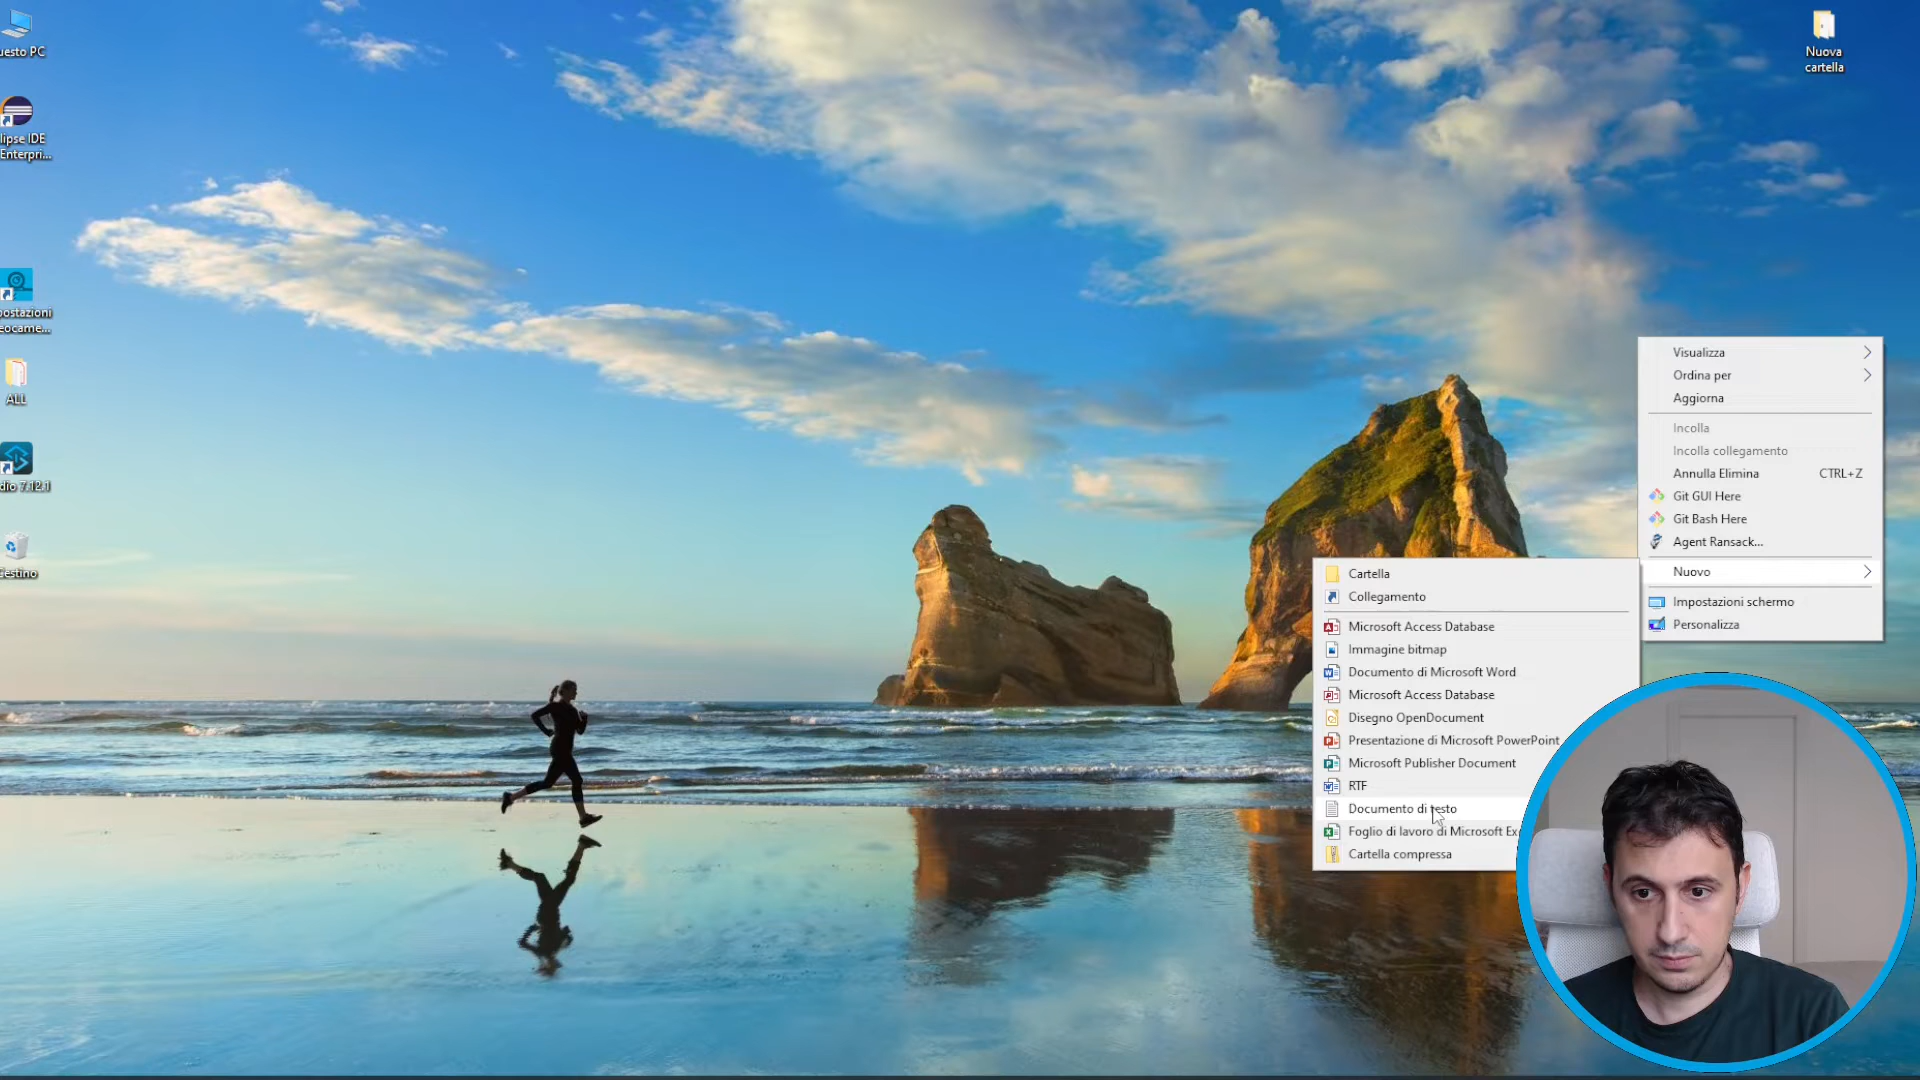 uesto PC
lipse IDE
Enterpri...
postazioni
eocame...
ALL
dio 7.12.1
Cestino
Nuova
cartella
Visualizza
Ordina per
Aggiorna
Incolla
Incolla collegamento
Annulla Elimina CTRL+Z
Git GUI Here
Git Bash Here
Agent Ransack...
Nuovo
Impostazioni schermo
Personalizza
Cartella
Collegamento
Microsoft Access Database
Immagine bitmap
Documento di Microsoft Word
Microsoft Access Database
Disegno OpenDocument
Presentazione di Microsoft PowerPoint
Microsoft Publisher Document
RTF
Documento di testo
Foglio di lavoro di Microsoft Ex
Cartella compressa